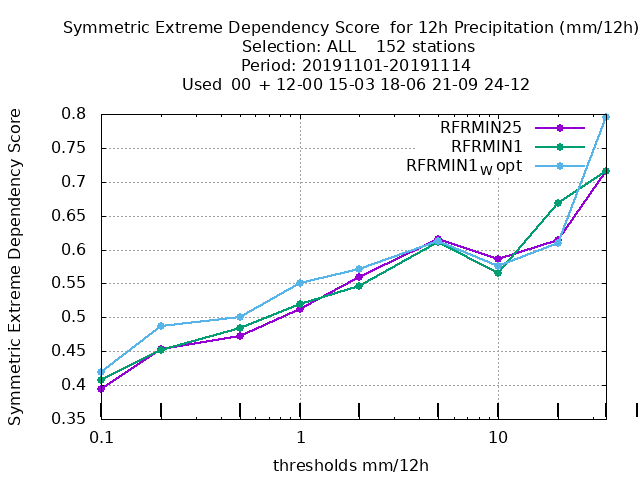 Symmetric Extreme Dependency Score  for 12h Precipitation (mm/12h)
Selection: ALL    152 stations
Period: 20191101-20191114
Used  00 + 12-00 15-03 18-06 21-09 24-12
Symmetric Extreme Dependency Score
0.8
0.75
0.7
0.65
0.6
0.55
0.5
0.45
0.4
0.35
RFRMIN25
RFRMIN1
RFRMIN1W opt
0.1
1
10
thresholds mm/12h